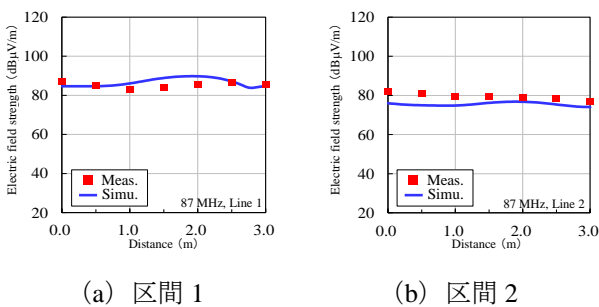 120
100
80
60
40
20
Electric field strength (dBμV/m)
Meas.
Simu.
87 MHz, Line 1
0.0 1.0 2.0 3.0
Distance (m)
(a) 区間 1
120
100
80
60
40
20
Electric field strength (dBμV/m)
Meas.
Simu.
87 MHz, Line 2
0.0 1.0 2.0 3.0
Distance (m)
(b) 区間 2